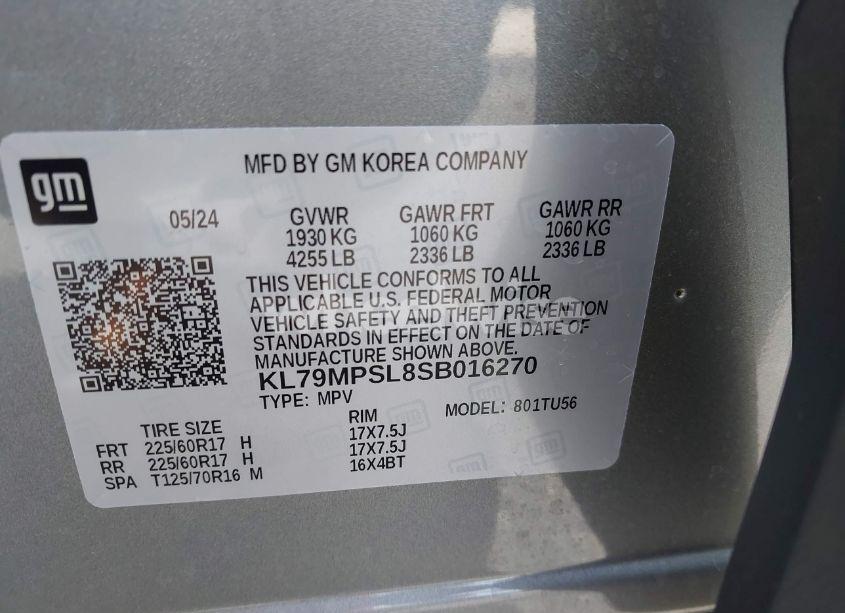 gm
MFD BY GM KOREA COMPANY
05/24 GVWR GAWR FRT GAWR RR
1930 KG 1060 KG 1060 KG
4255 LB 2336 LB 2336 LB
THIS VEHICLE CONFORMS TO ALL
APPLICABLE U.S. FEDERAL MOTOR
VEHICLE SAFETY AND THEFT PREVENTION
STANDARDS IN EFFECT ON THE DATE OF
MANUFACTURE SHOWN ABOVE.
KL79MPSL8SB016270
TYPE: MPV MODEL: 801TU56
TIRE SIZE RIM
FRT 225/60R17 H 17X7.5J
RR 225/60R17 H 17X7.5J
SPA T125/70R16 M 16X4BT